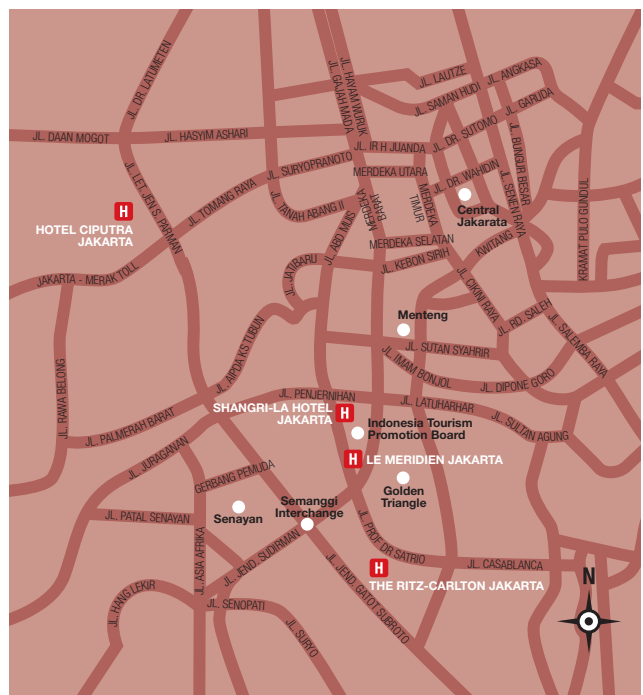 JL. LAUTZE
JL. ANGKASA
JL. SAMAN HUDI
JL. DR. LATUMETEN
JL. HAYAM WURUK
JL. GAJAH MADA
JL. GARUDA
JL. DR. SUTOMO
JL. BUNGUR BESAR
JL. DAAN MOGOT
JL. HASYIM ASHARI
JL. IR H JUANDA
JL. SURYOPRANOTO
MERDEKA UTARA
JL. DR. WAHIDIN
JL. LET. JEN S. PARMAN
JL. TOMANG RAYA
JL. TANAH ABANG II
MERDEKA
BARAT
MERDEKA
TIMUR
JL. SENEN RAYA
Central
Jakarata
KRAMAT PULO GUNDUL
H
HOTEL CIPUTRA
JAKARTA
JL. ABU MUIS
MERDEKA SELATAN
KWITANG
JL. KEBON SIRIH
JAKARTA - MERAK TOLL
JL. JATIBARU
JL. CIKINI RAYA
JL. RD. SALEH
JL. SALEMBA RAYA
Menteng
JL. AIPDA KS TUBUN
JL. SUTAN SYAHRIR
JL. IMAM BONJOL
JL. DIPONE GORO
JL. RAWA BELONG
JL. PENJERNIHAN
JL. LATUHARHAR
SHANGRI-LA HOTEL
JAKARTA
H
JL. PALMERAH BARAT
Indonesia Tourism
Promotion Board
JL. SULTAN AGUNG
JL. JURAGANAN
H
LE MERIDIEN JAKARTA
GERBANG PEMUDA
Golden
Triangle
Semanggi
Interchange
Senayan
JL. PATAL SENAYAN
JL. ASIA AFRIKA
JL. JEND. SUDIRMAN
JL. PROF DR SATRIO
JL. CASABLANCA
H
THE RITZ-CARLTON JAKARTA
JL. HANG LEKIR
JL. SENOPATI
JL. SURYO
JL. JEND. GATOT SUBROTO
N